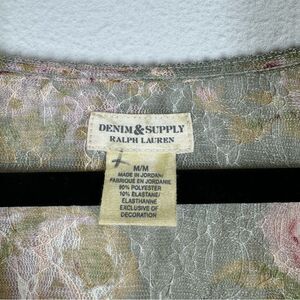 DENIM&SUPPLY
RALPH LAUREN
M/M
MADE IN JORDAN/
FABRIQUE EN JORDANIE
90% POLYESTER
10% ELASTANE/
ELASTHANNE
EXCLUSIVE OF
DECORATION